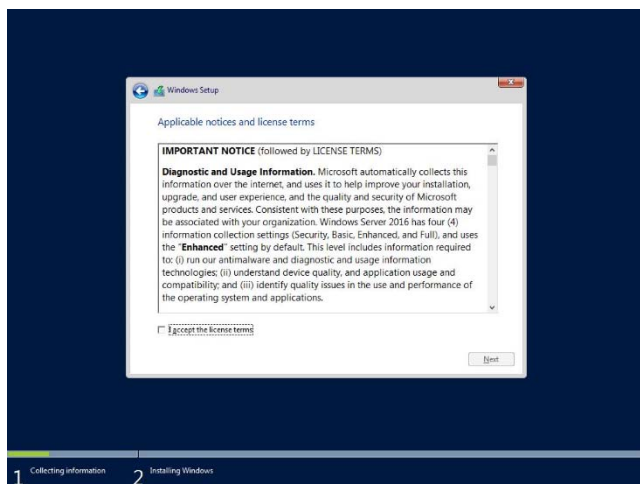 Windows Setup
Applicable notices and license terms
IMPORTANT NOTICE (followed by LICENSE TERMS)
Diagnostic and Usage Information. Microsoft automatically collects this
information over the internet, and uses it to help improve your installation,
upgrade, and user experience, and the quality and security of Microsoft
products and services. Consistent with these purposes, the information may
be associated with your organization. Windows Server 2016 has four (4)
information collection settings (Security, Basic, Enhanced, and Full), and uses
the "Enhanced" setting by default. This level includes information required
to: (i) run our antimalware and diagnostic and usage information
technologies; (ii) understand device quality, and application usage and
compatibility; and (iii) identify quality issues in the use and performance of
the operating system and applications.
I accept the license terms
Next
1 Collecting information
2 Installing Windows